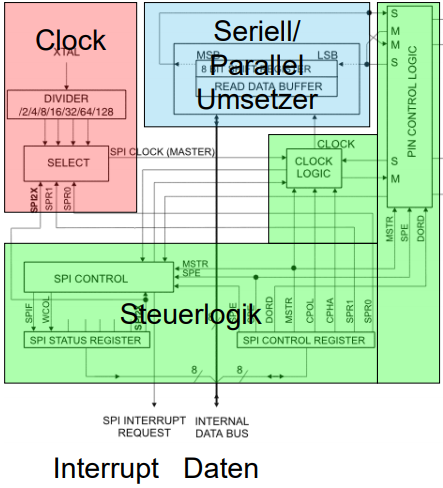 Clock
XTAL
DIVIDER
/2/4/8/16/32/64/128
SELECT
SPI2X
SPR1
SPR0
SPI CLOCK (MASTER)
Seriell/
Parallel
Umsetzer
MSB
LSB
8 BIT SHIFT REGISTER
READ DATA BUFFER
CLOCK
CLOCK
LOGIC
S
M
M
S
S
M
PIN CONTROL LOGIC
MSTR
SPE
DORD
SPI CONTROL
MSTR
SPE
Steuerlogik
SPIF
WCOL
SPI2X
SPI STATUS REGISTER
SPIE
SPE
DORD
MSTR
CPOL
CPHA
SPR1
SPR0
SPI CONTROL REGISTER
8
8
8
SPI INTERRUPT
REQUEST
INTERNAL
DATA BUS
Interrupt
Daten